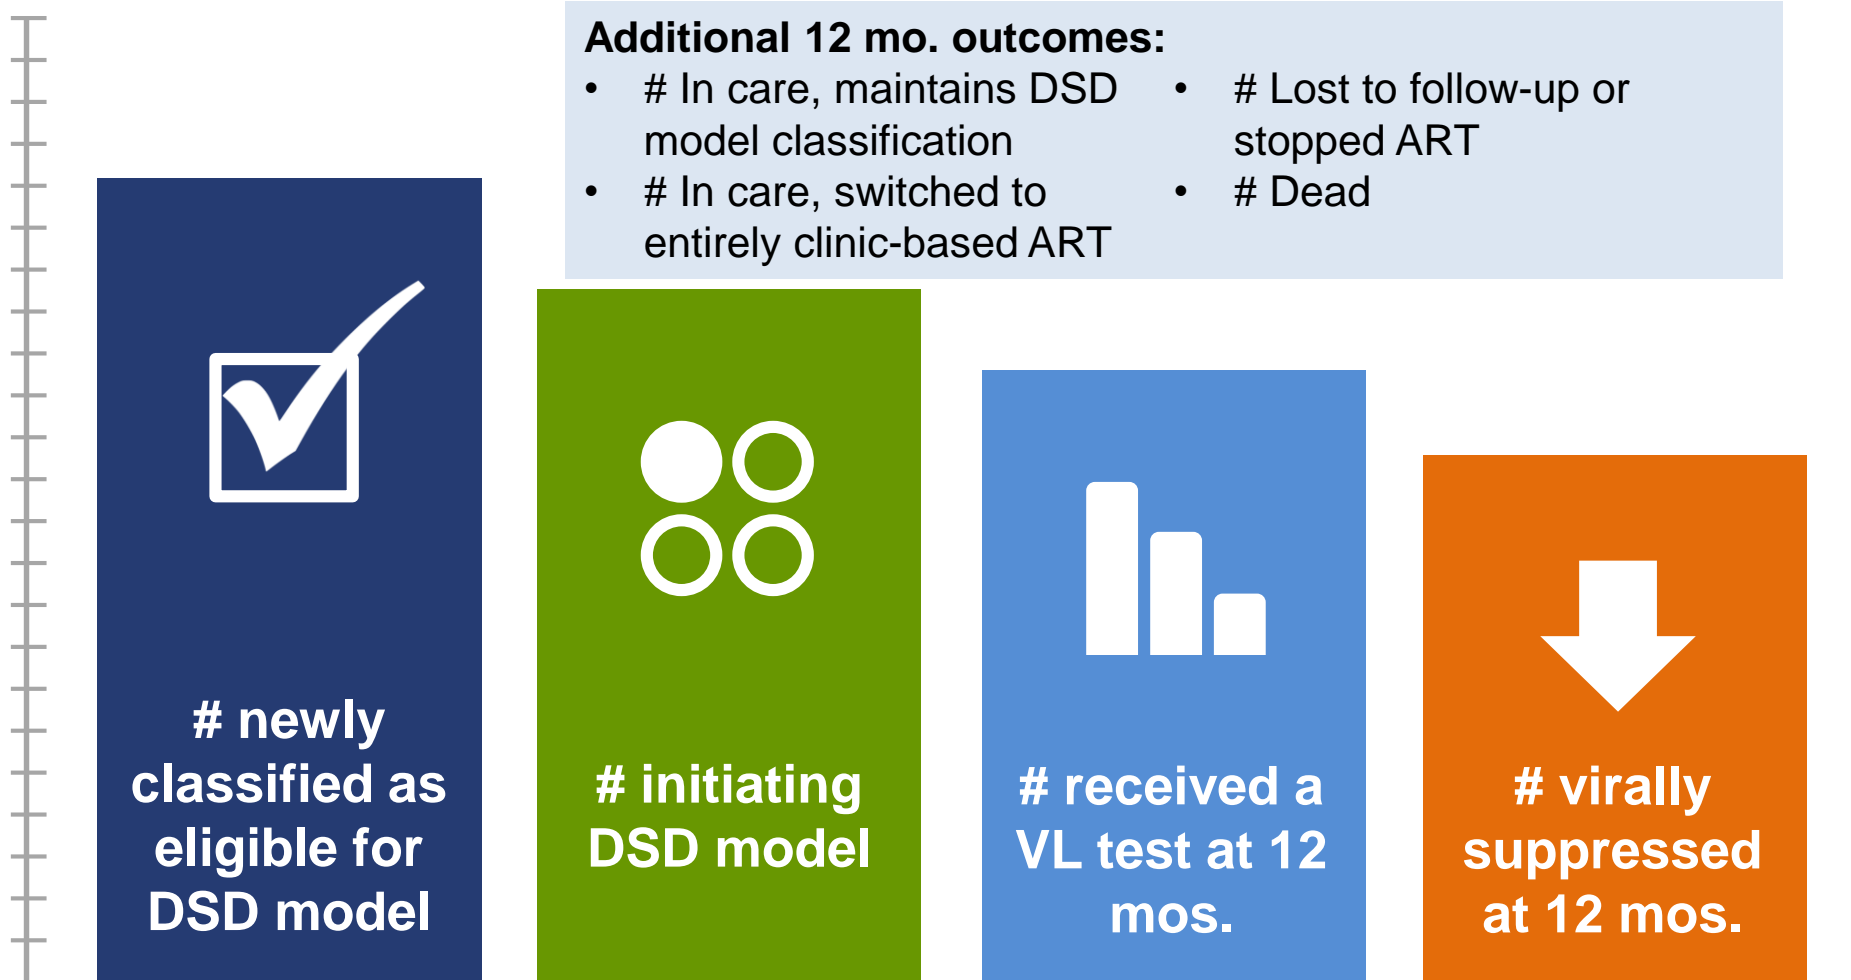 Additional 12 mo. outcomes:
• # In care, maintains DSD
model classification
• # In care, switched to
entirely clinic-based ART
• # Lost to follow-up or
stopped ART
• # Dead
# newly
classified as
eligible for
DSD model
# initiating
DSD model
# received a
VL test at 12
mos.
# virally
suppressed
at 12 mos.